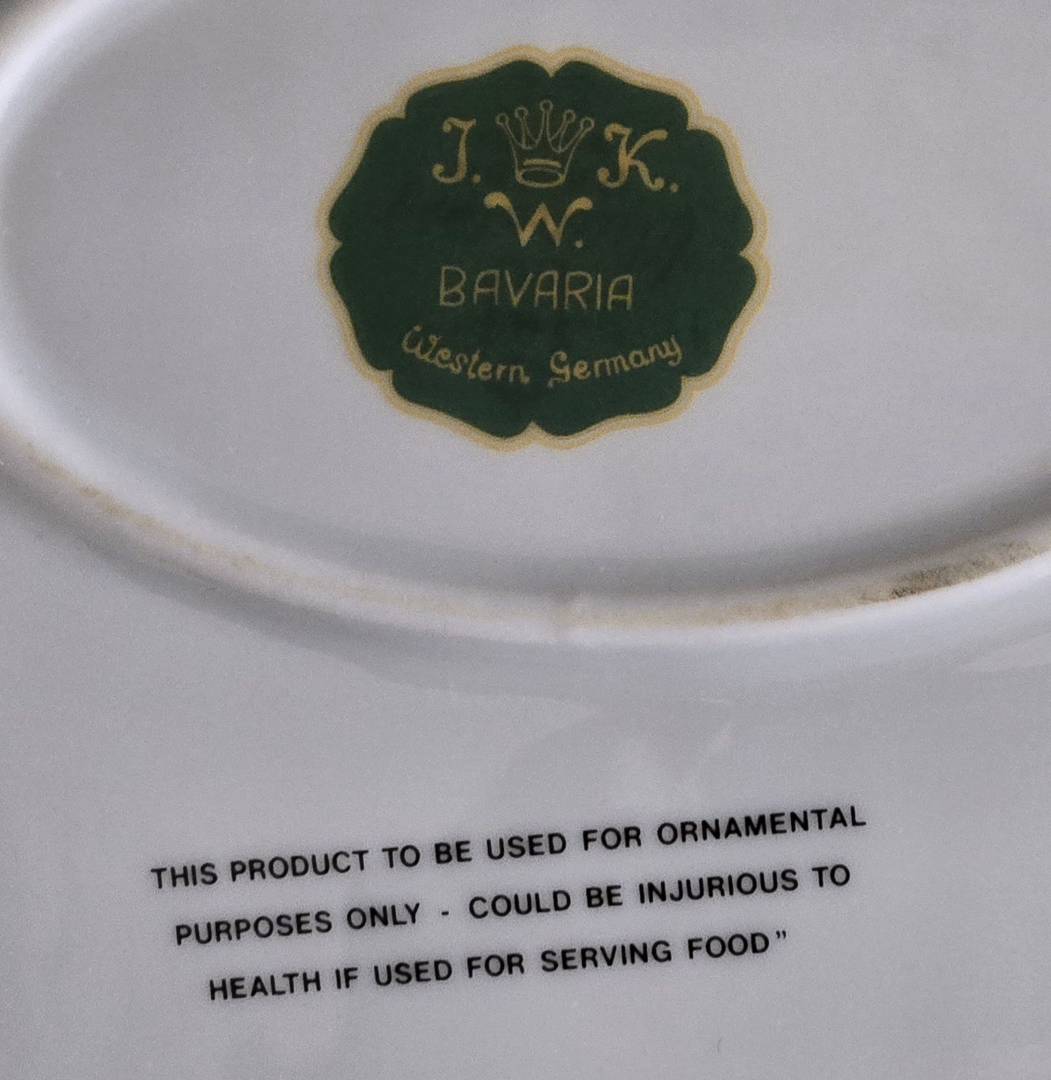 J. K.
W.
BAVARIA
Western Germany
THIS PRODUCT TO BE USED FOR ORNAMENTAL
PURPOSES ONLY - COULD BE INJURIOUS TO
HEALTH IF USED FOR SERVING FOOD”